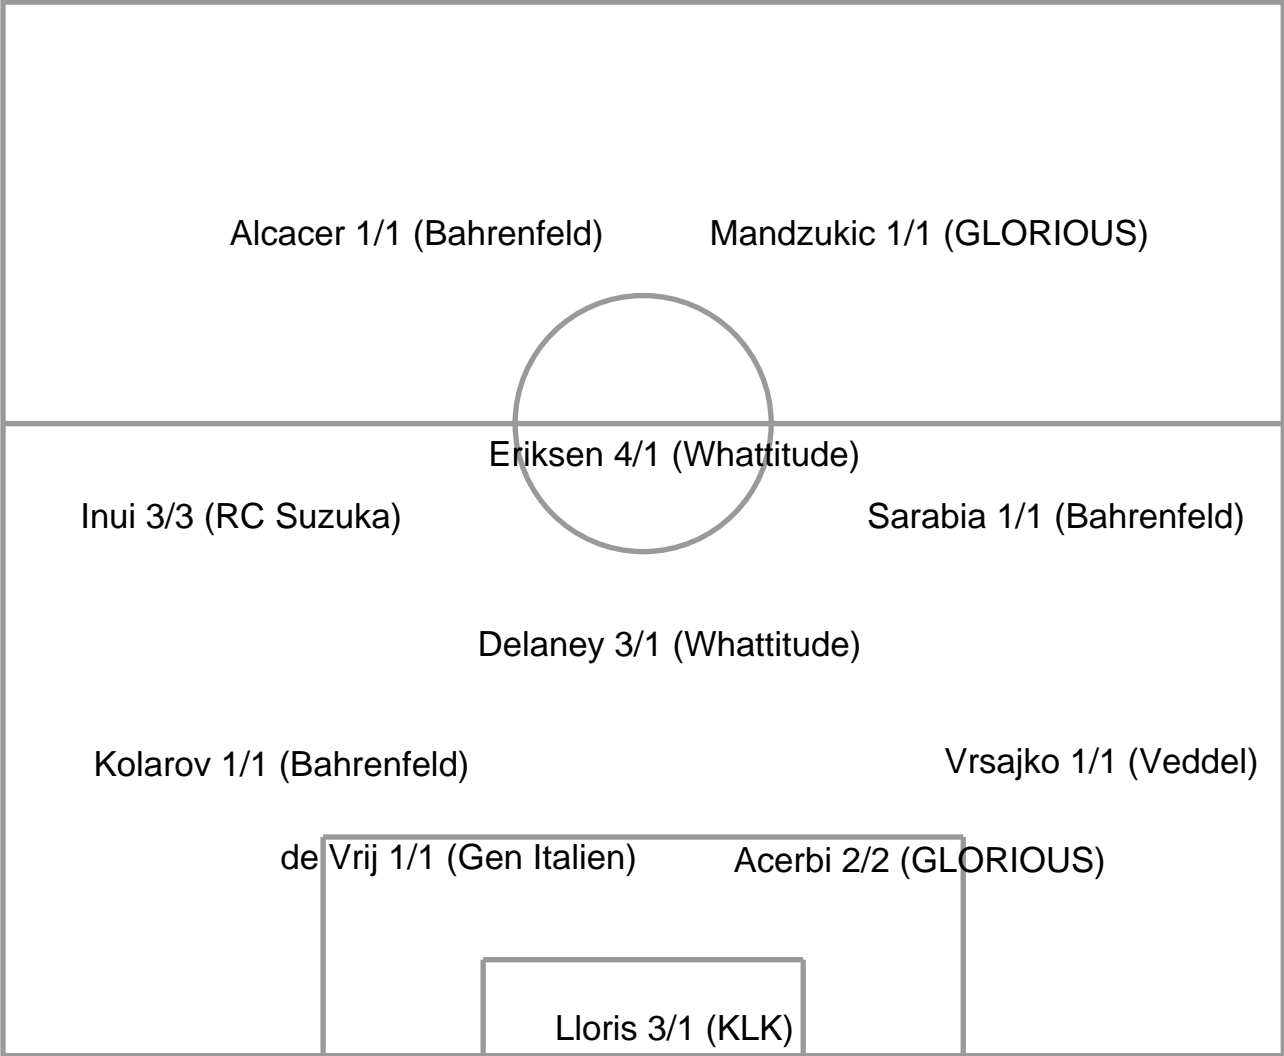 Alcacer 1/1 (Bahrenfeld)
Mandzukic 1/1 (GLORIOUS)
Eriksen 4/1 (Whattitude)
Inui 3/3 (RC Suzuka)
Sarabia 1/1 (Bahrenfeld)
Delaney 3/1 (Whattitude)
Kolarov 1/1 (Bahrenfeld)
Vrsajko 1/1 (Veddel)
de Vrij 1/1 (Gen Italien)
Acerbi 2/2 (GLORIOUS)
Lloris 3/1 (KLK)